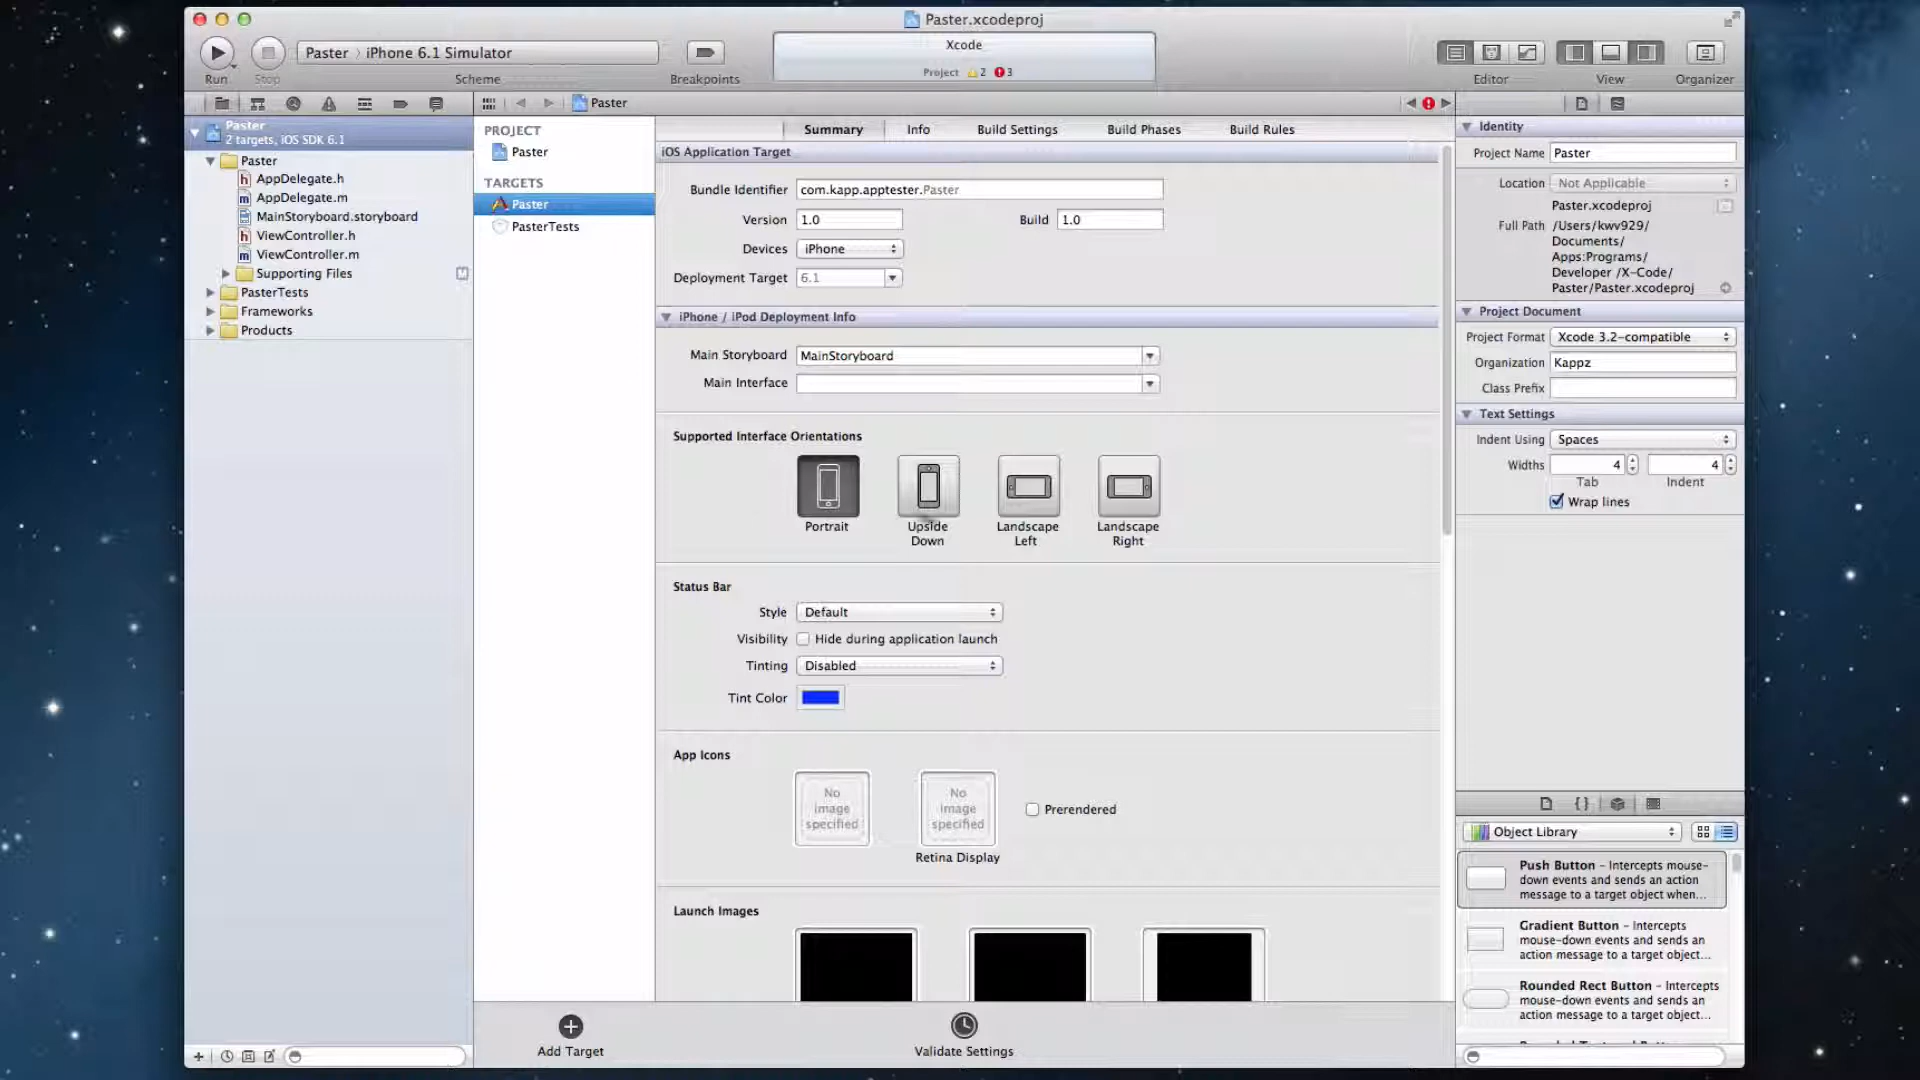 Paster.xcodeproj
Paster › iPhone 6.1 Simulator
Xcode
Project 2 3
Run
Stop
Scheme
Breakpoints
Editor
View
Organizer
Paster
Paster
2 targets, iOS SDK 6.1
Paster
AppDelegate.h
AppDelegate.m
MainStoryboard.storyboard
ViewController.h
ViewController.m
Supporting Files
M
PasterTests
Frameworks
Products
PROJECT
Paster
TARGETS
Paster
PasterTests
Summary Info Build Settings Build Phases Build Rules
iOS Application Target
Bundle Identifier com.kapp.apptester.Paster
Version 1.0 Build 1.0
Devices iPhone
Deployment Target 6.1
iPhone / iPod Deployment Info
Main Storyboard MainStoryboard
Main Interface
Supported Interface Orientations
Portrait
Upside
Down
Landscape
Left
Landscape
Right
Status Bar
Style Default
Visibility Hide during application launch
Tinting Disabled
Tint Color
App Icons
No
image
specified
No
image
specified
Prerendered
Retina Display
Launch Images
Add Target
Validate Settings
Identity
Project Name Paster
Location Not Applicable
Paster.xcodeproj
Full Path /Users/kwv929/
Documents/
Apps:Programs/
Developer /X-Code/
Paster/Paster.xcodeproj
Project Document
Project Format Xcode 3.2-compatible
Organization Kappz
Class Prefix
Text Settings
Indent Using Spaces
Widths 4 4
Tab Indent
Wrap lines
{ }
Object Library
Push Button - Intercepts mouse-
down events and sends an action
message to a target object when...
Gradient Button - Intercepts
mouse-down events and sends an
action message to a target object...
Rounded Rect Button - Intercepts
mouse-down events and sends an
action message to a target object...